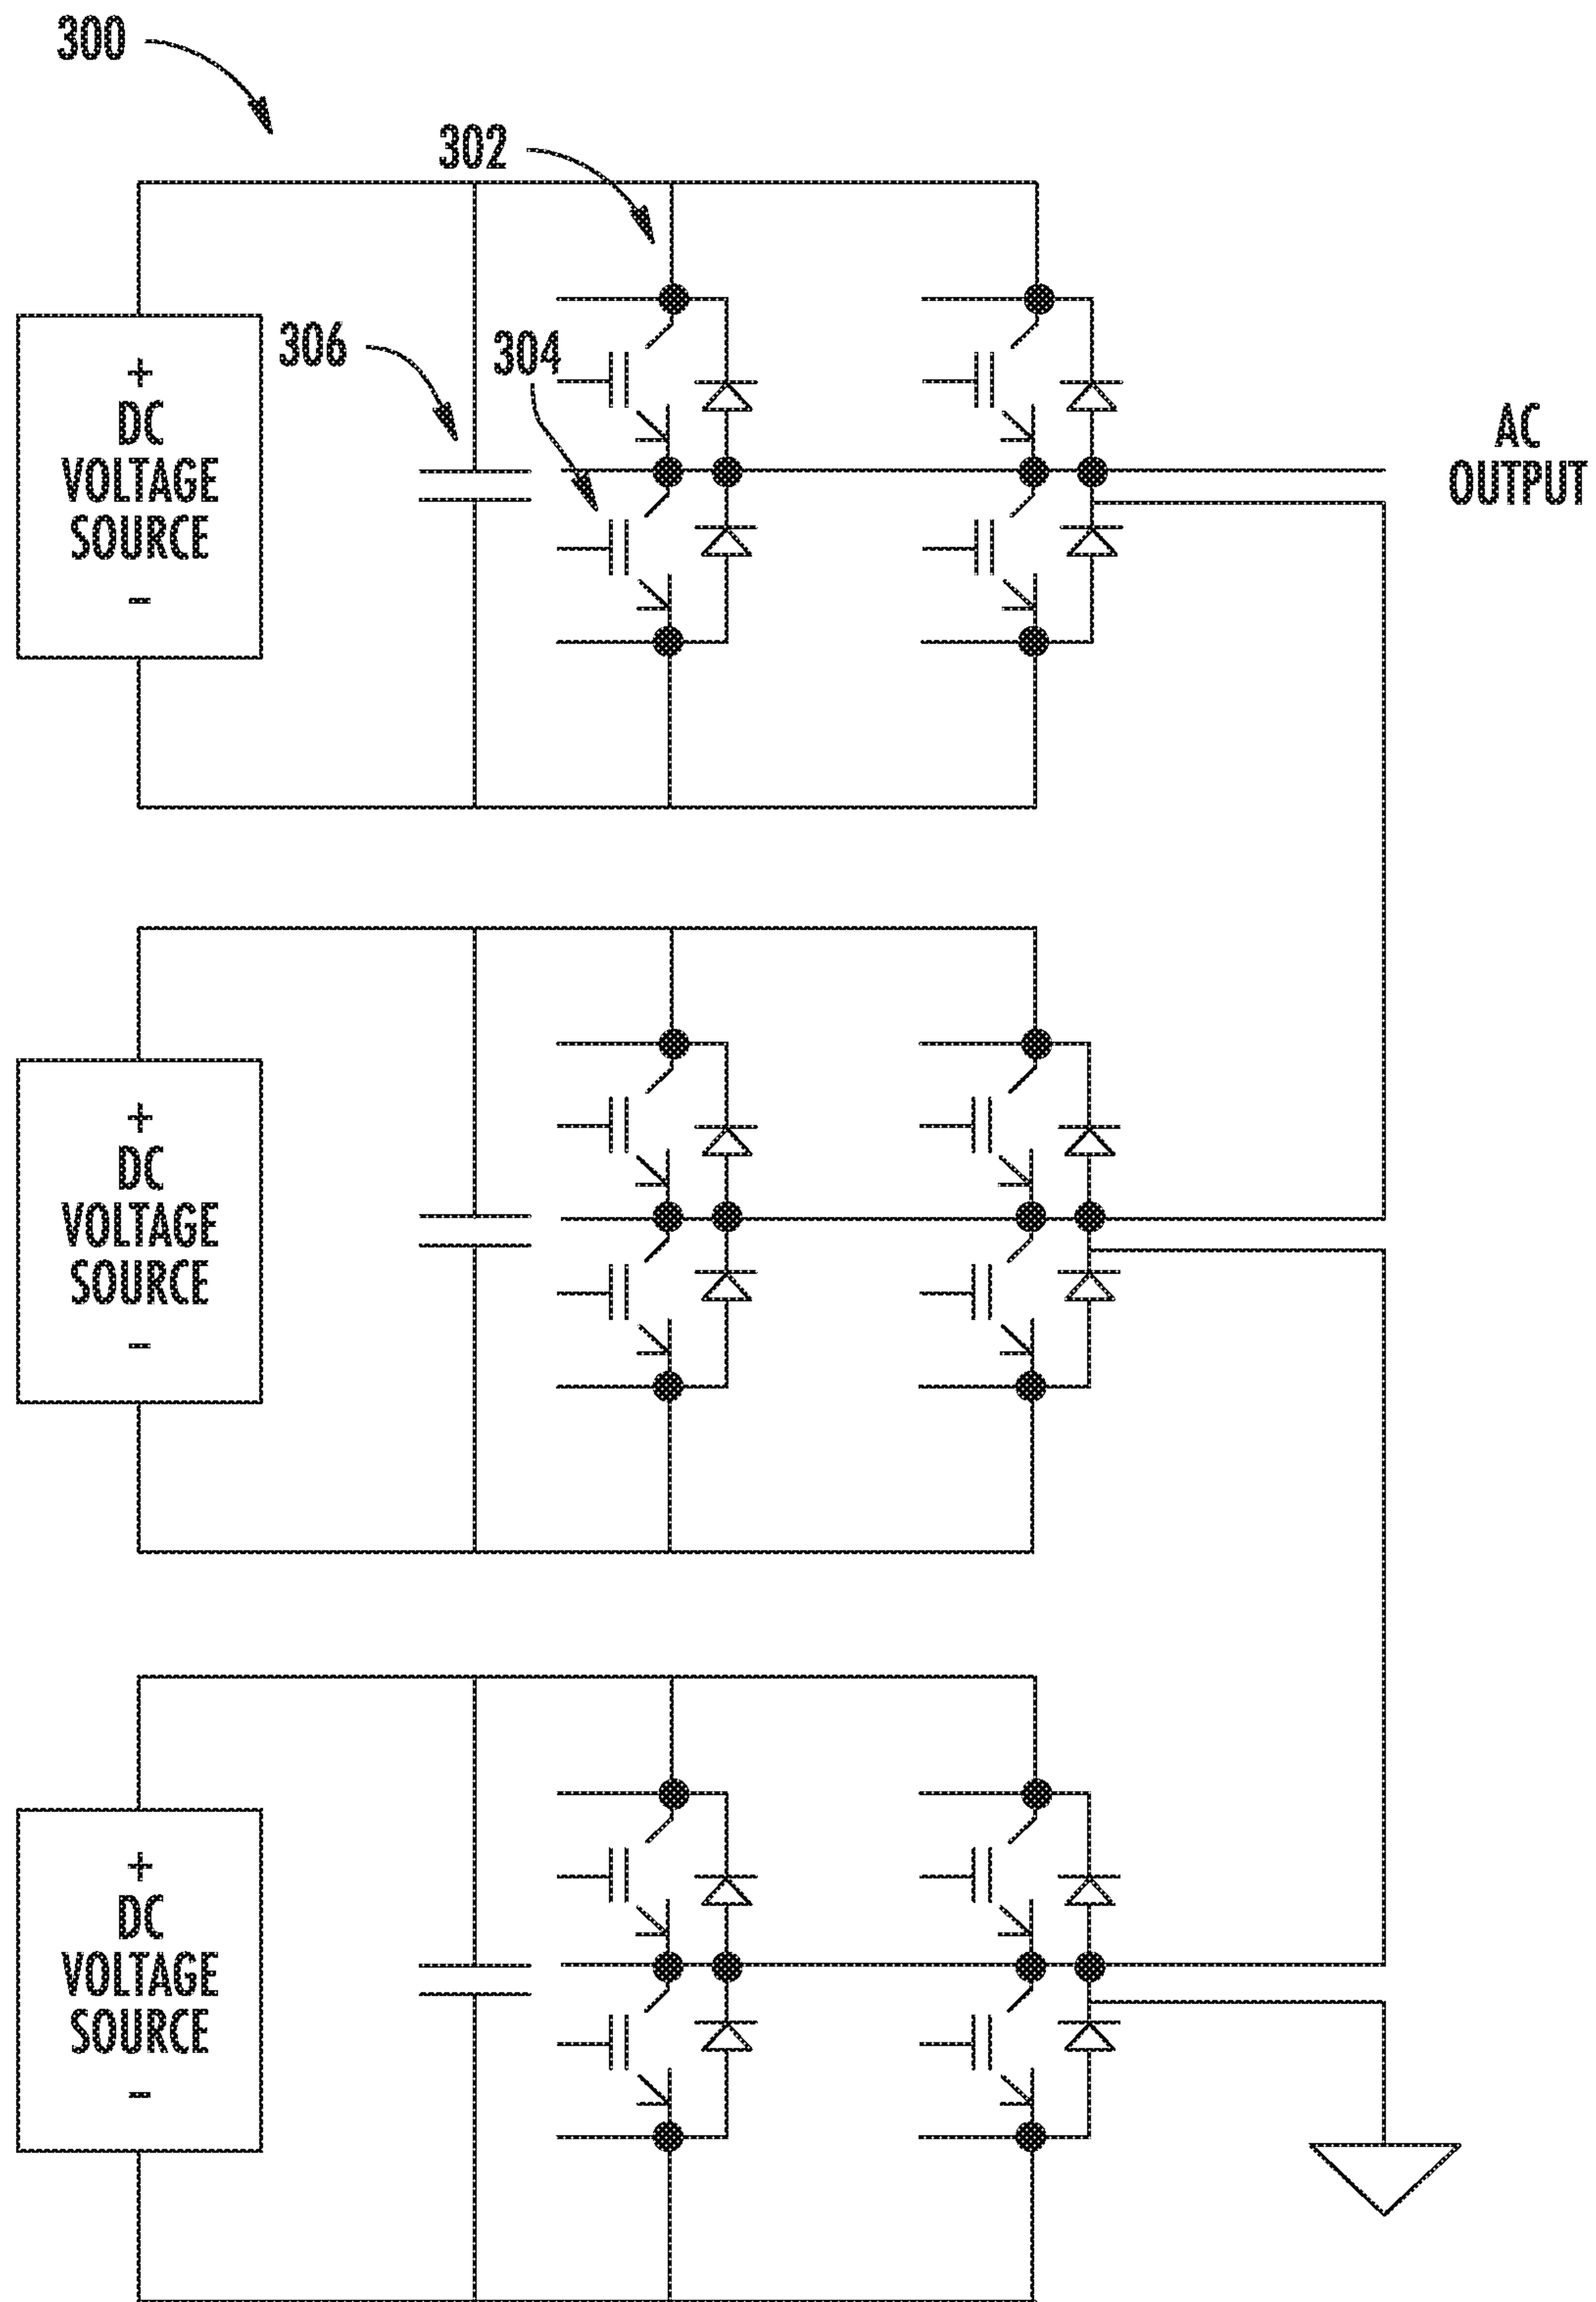 300
302
306
304
+
DC
VOLTAGE
SOURCE
−
AC
OUTPUT
+
DC
VOLTAGE
SOURCE
−
+
DC
VOLTAGE
SOURCE
−